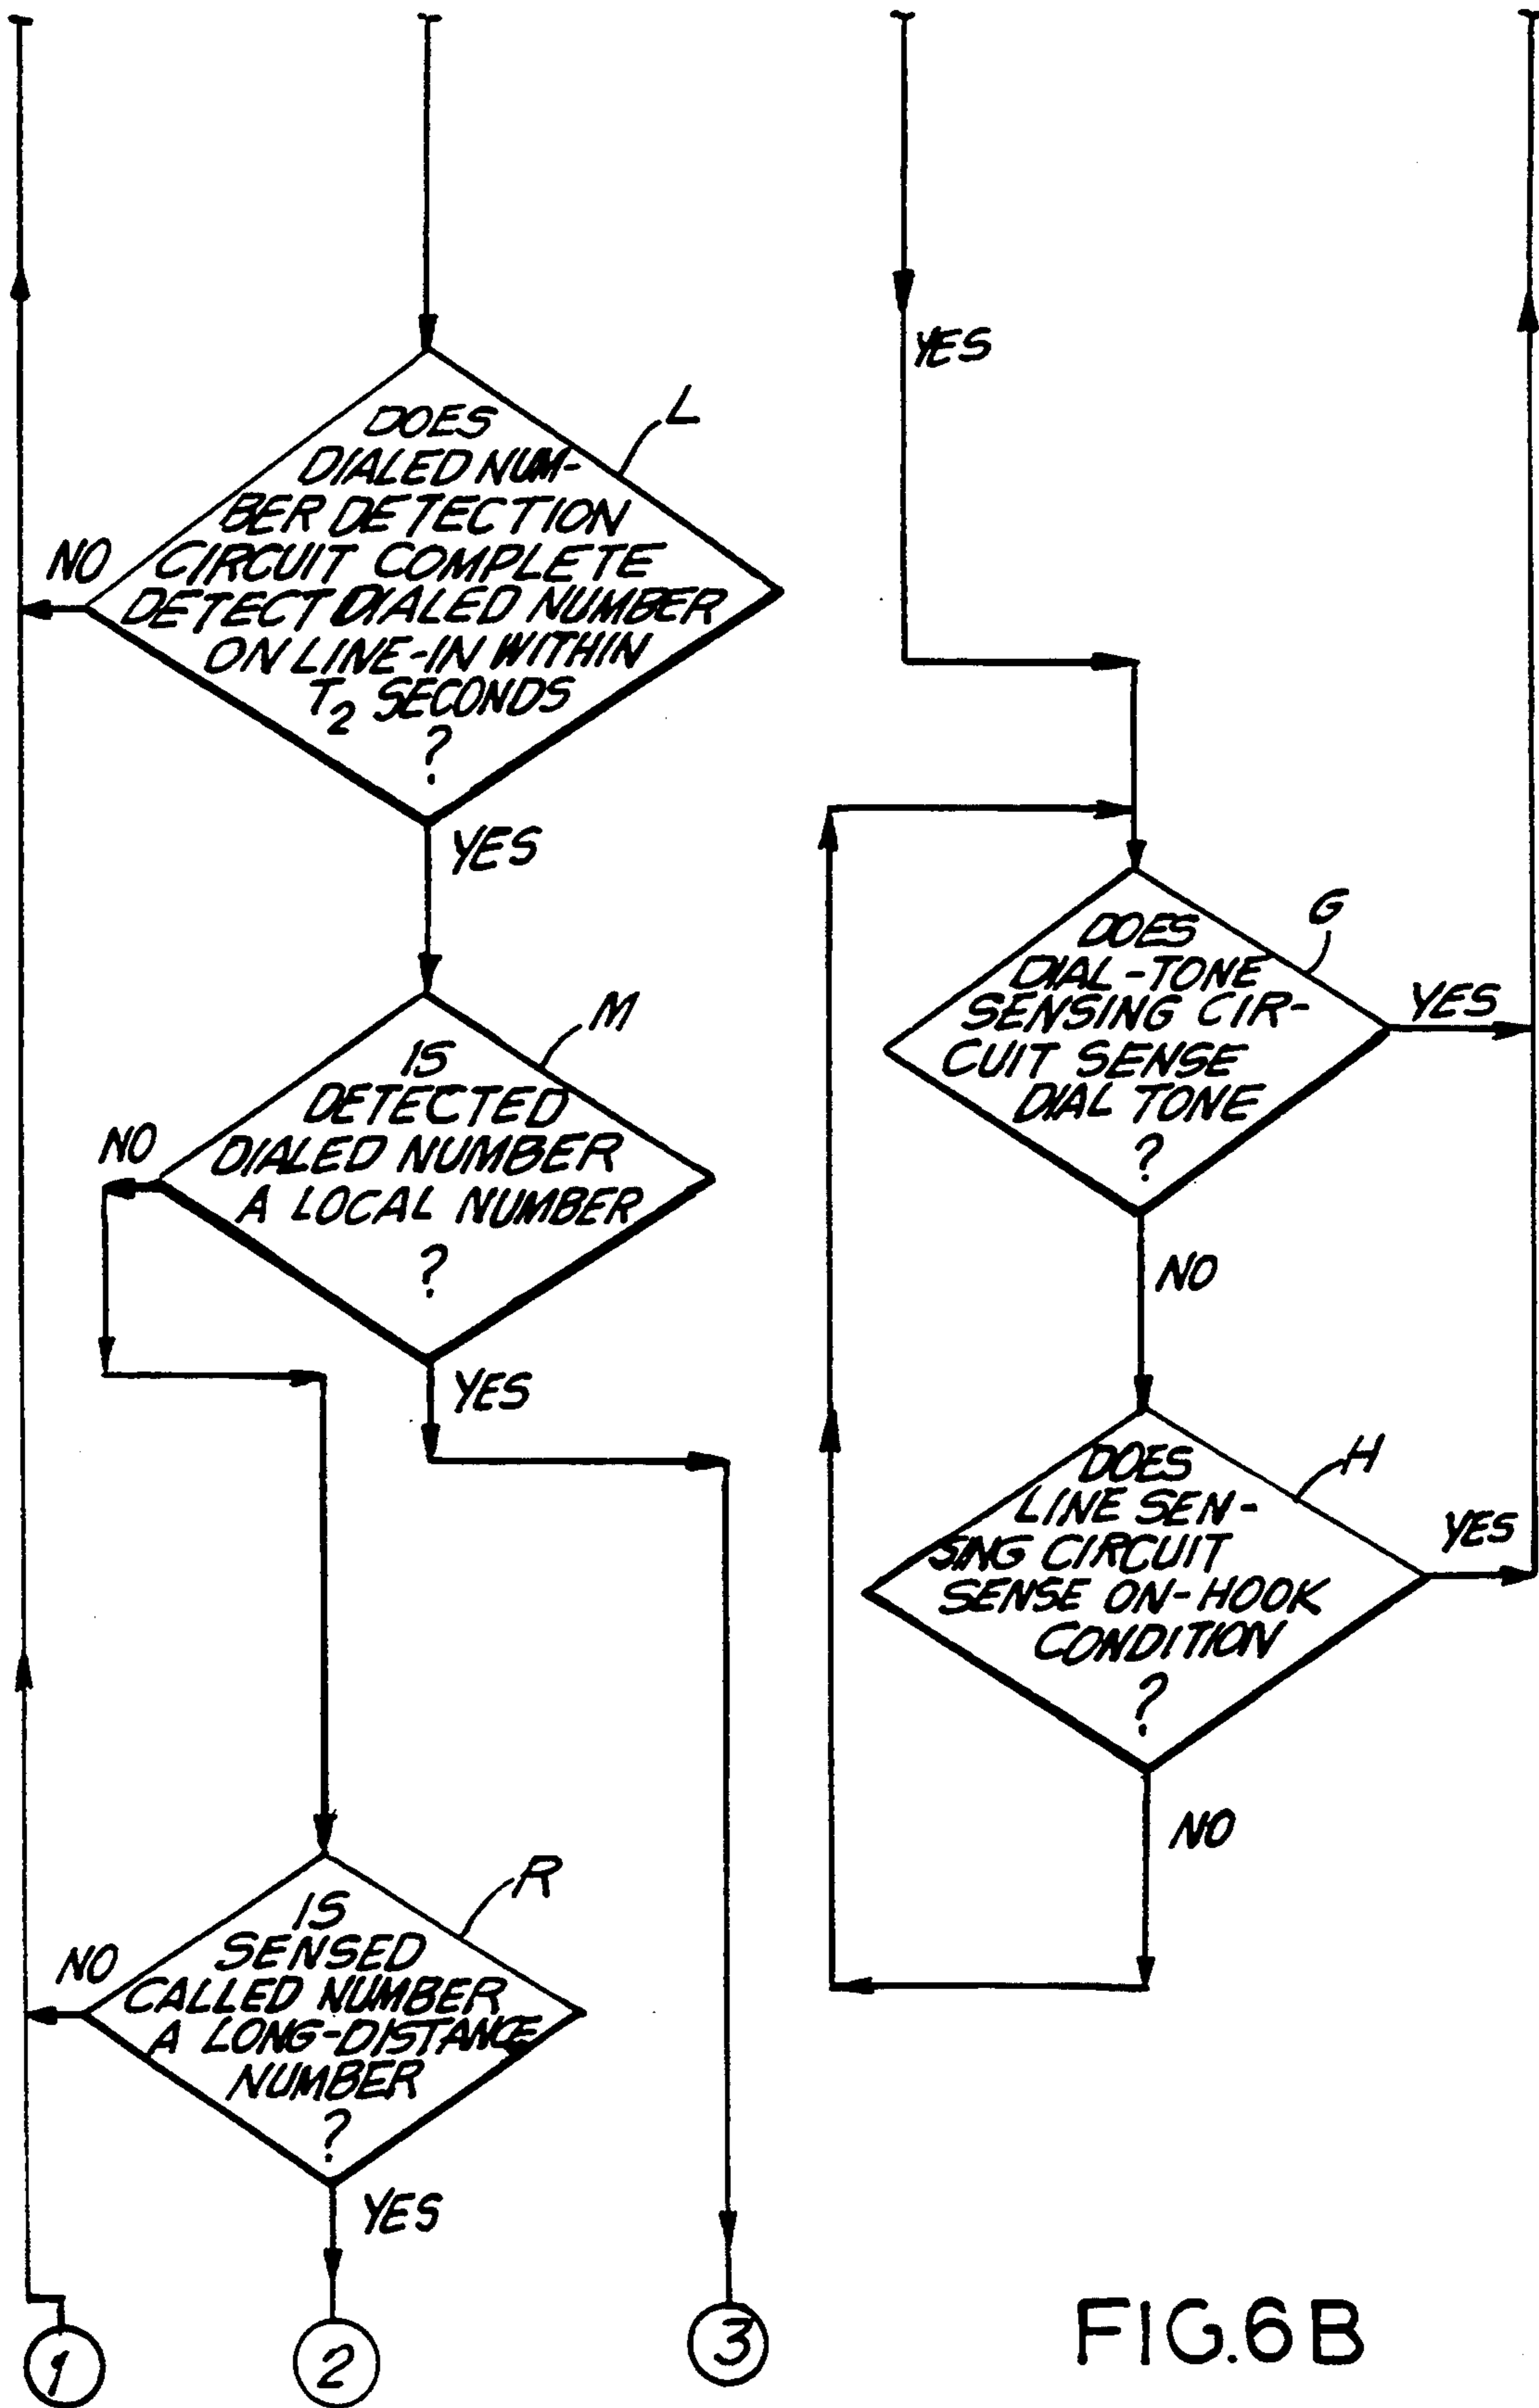 DOES
DIALED NUM-
BER DETECTION
CIRCUIT COMPLETE
DETECT DIALED NUMBER
ON LINE-IN WITHIN
T2 SECONDS
?
L
NO
YES
IS
DETECTED
DIALED NUMBER
A LOCAL NUMBER
?
M
NO
YES
IS
SENSED
CALLED NUMBER
A LONG-DISTANCE
NUMBER
?
R
NO
YES
1
2
3
YES
DOES
DIAL-TONE
SENSING CIR-
CUIT SENSE
DIAL TONE
?
G
YES
NO
DOES
LINE SEN-
SING CIRCUIT
SENSE ON-HOOK
CONDITION
?
H
YES
NO
FIG.6B